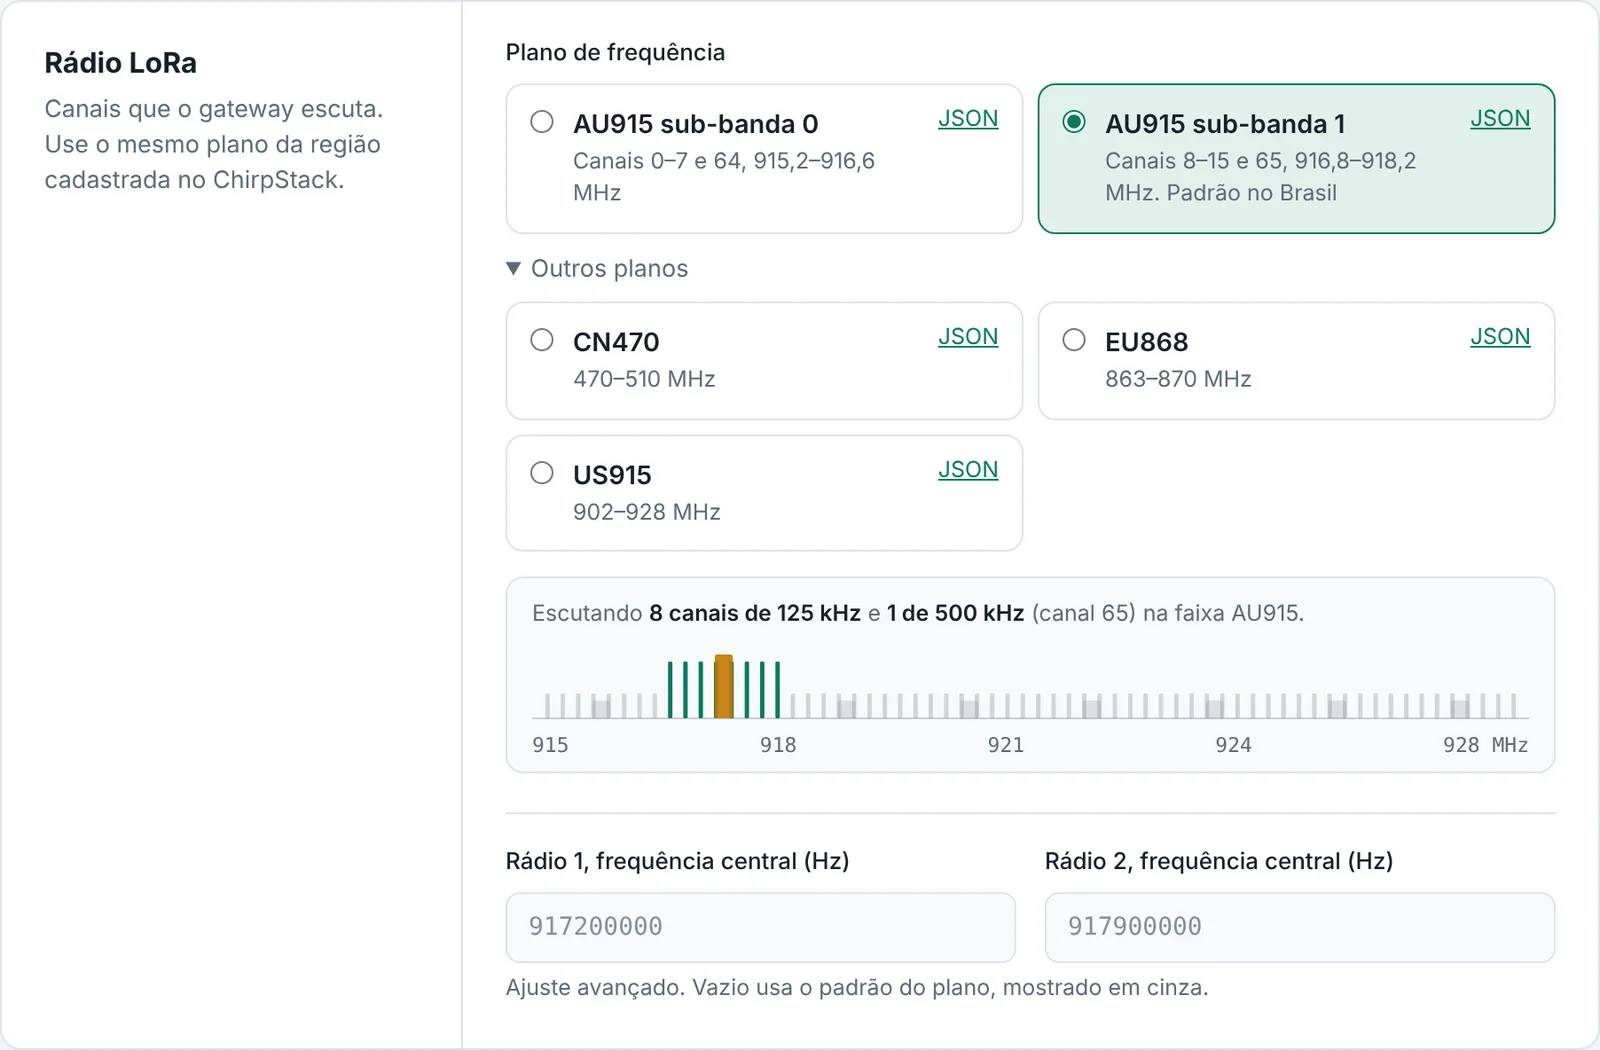 Rádio LoRa
Canais que o gateway escuta.
Use o mesmo plano da região
cadastrada no ChirpStack.
Plano de frequência
AU915 sub-banda 0
JSON
Canais 0–7 e 64, 915,2–916,6
MHz
AU915 sub-banda 1
JSON
Canais 8–15 e 65, 916,8–918,2
MHz. Padrão no Brasil
▼ Outros planos
CN470
JSON
470–510 MHz
EU868
JSON
863–870 MHz
US915
JSON
902–928 MHz
Escutando 8 canais de 125 kHz e 1 de 500 kHz (canal 65) na faixa AU915.
915 918 921 924 928 MHz
Rádio 1, frequência central (Hz)
917200000
Rádio 2, frequência central (Hz)
917900000
Ajuste avançado. Vazio usa o padrão do plano, mostrado em cinza.